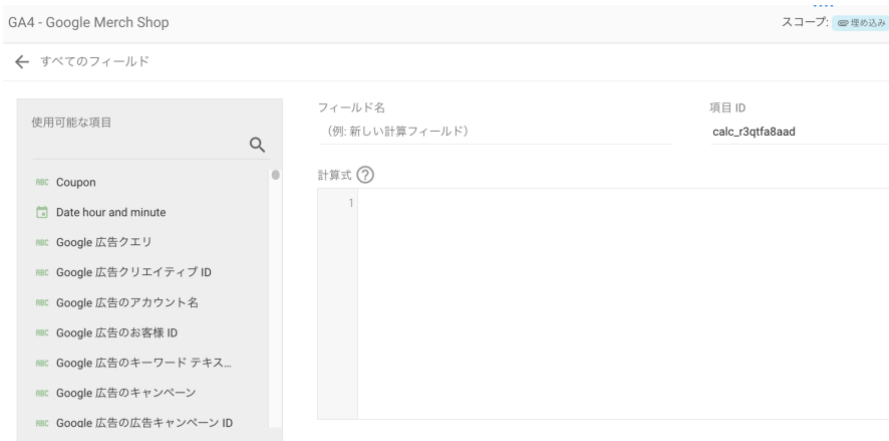 GA4 - Google Merch Shop
スコープ: 埋め込み
すべてのフィールド
使用可能な項目
ABC Coupon
Date hour and minute
ABC Google 広告クエリ
ABC Google 広告クリエイティブ ID
ABC Google 広告のアカウント名
ABC Google 広告のお客様 ID
ABC Google 広告のキーワード テキス...
ABC Google 広告のキャンペーン
ABC Google 広告の広告キャンペーン ID
フィールド名
（例: 新しい計算フィールド）
項目 ID
calc_r3qtfa8aad
計算式 ?
1